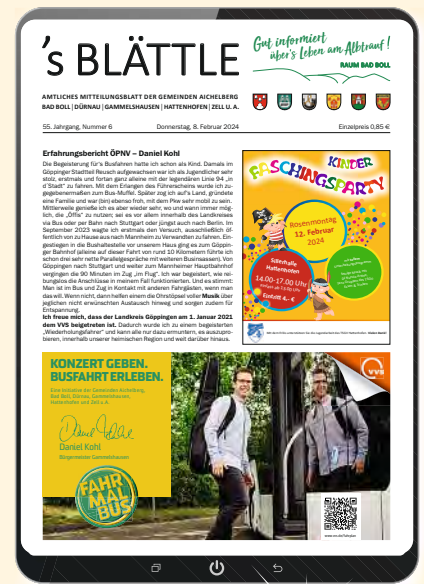 's BLÄTTLE
Gut informiert
über's Leben am Albtrauf!
RAUM BAD BOLL
AMTLICHES MITTEILUNGSBLATT DER GEMEINDEN AICHELBERG
BAD BOLL | DÜRNAU | GAMMELSHAUSEN | HATTENHOFEN | ZELL U. A.
55. Jahrgang, Nummer 6
Donnerstag, 8. Februar 2024
Einzelpreis 0,85 €
Erfahrungsbericht ÖPNV – Daniel Kohl
Die Begeisterung für's Busfahren hatte ich schon als Kind. Damals im
Göppinger Stadtteil Reusch aufgewachsen war ich als Jugendlicher sehr
stolz, erstmals und fortan ganz alleine mit der legendären Linie 94 „in
d'Stadt" zu fahren. Mit dem Erlangen des Führerscheins wurde ich zu-
gegebenermaßen zum Bus-Muffel. Später zog ich auf's Land, gründete
eine Familie und war (bin) ebenso froh, mit dem Pkw sehr mobil zu sein.
Mittlerweile genieße ich es aber wieder sehr, wo und wann immer mög-
lich, die „Öffis" zu nutzen; sei es vor allem innerhalb des Landkreises
via Bus oder per Bahn nach Stuttgart oder jüngst auch nach Berlin. Im
September 2023 wagte ich erstmals den Versuch, ausschließlich öf-
fentlich von zu Hause aus nach Mannheim zu Verwandten zu fahren. Ein-
gestiegen in die Bushaltestelle vor unserem Haus ging es zum Göppin-
ger Bahnhof (alleine auf dieser Fahrt von rund 10 Kilometern führte ich
schon drei sehr nette Parallelgespräche mit weiteren Businsassen). Von
Göppingen nach Stuttgart und weiter zum Mannheimer Hauptbahnhof
vergingen die 90 Minuten im Zug „im Flug". Ich war begeistert, wie rei-
bungslos die Anschlüsse in meinem Fall funktionierten. Und es stimmt:
Man ist im Bus und Zug in Kontakt mit anderen Fahrgästen, wenn man
das will. Wenn nicht, dann helfen einem die Ohrstöpsel voller Musik über
jeglichen nicht erwünschten Austausch hinweg und sorgen zudem für
Entspannung.
Ich freue mich, dass der Landkreis Göppingen am 1. Januar 2021
dem VVS beigetreten ist. Dadurch wurde ich zu einem begeisterten
„Wiederholungsfahrer" und kann alle nur dazu ermuntern, es auszupro-
bieren, innerhalb unserer heimischen Region und weit darüber hinaus.
KINDER
FASCHINGSPARTY
Rosenmontag
12. Februar
2024
Sillerhalle
Hattenhofen
14.00-17.00 Uhr
Eintritt 4,- €
KONZERT GEBEN.
BUSFAHRT ERLEBEN.
Eine Initiative der Gemeinden Aichelberg,
Bad Boll, Dürnau, Gammelshausen,
Hattenhofen und Zell u. A.
Daniel Kohl
Daniel Kohl
Bürgermeister Gammelshausen
FAHR
MAL
BUS
VVS